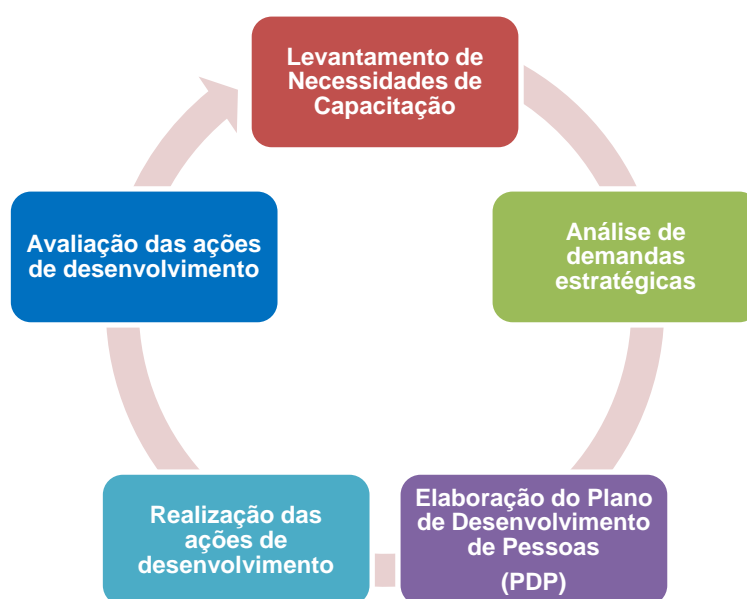 Levantamento de
Necessidades de
Capacitação
Análise de
demandas
estratégicas
Elaboração do Plano
de Desenvolvimento
de Pessoas
(PDP)
Realização das
ações de
desenvolvimento
Avaliação das ações
de desenvolvimento